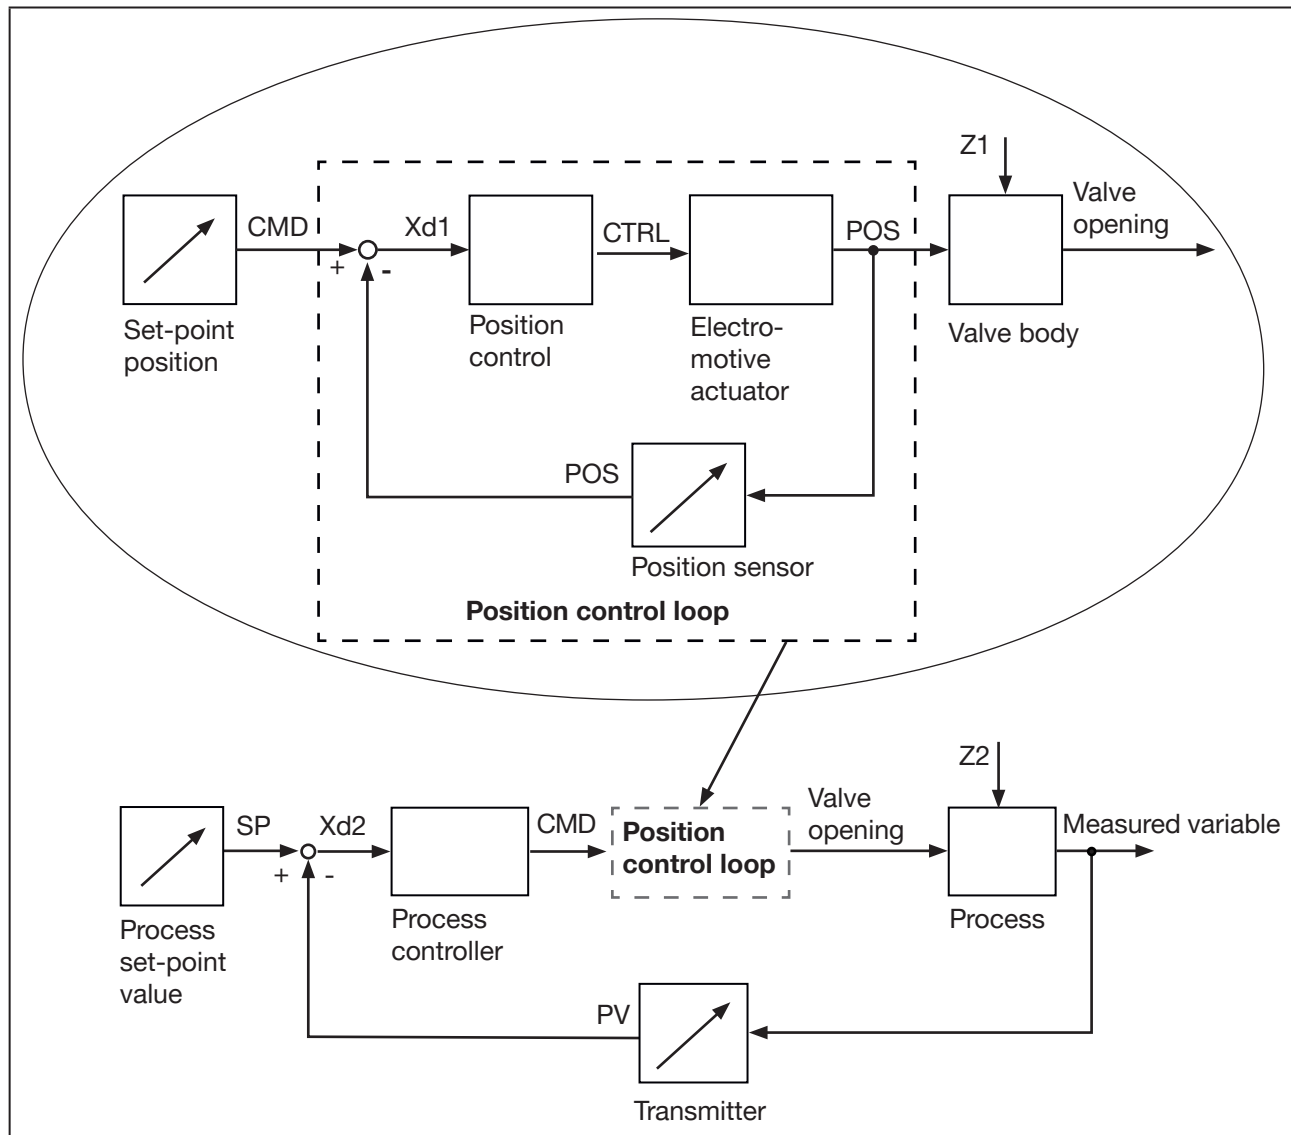 Z1
Valve
opening
CMD
Xd1
CTRL
POS
+
-
Set-point
position
Position
control
Electro-
motive
actuator
Valve body
POS
Position sensor
Position control loop
Z2
SP
Xd2
CMD
Position
control loop
Valve
opening
Measured variable
+
-
Process
set-point
value
Process
controller
Process
PV
Transmitter